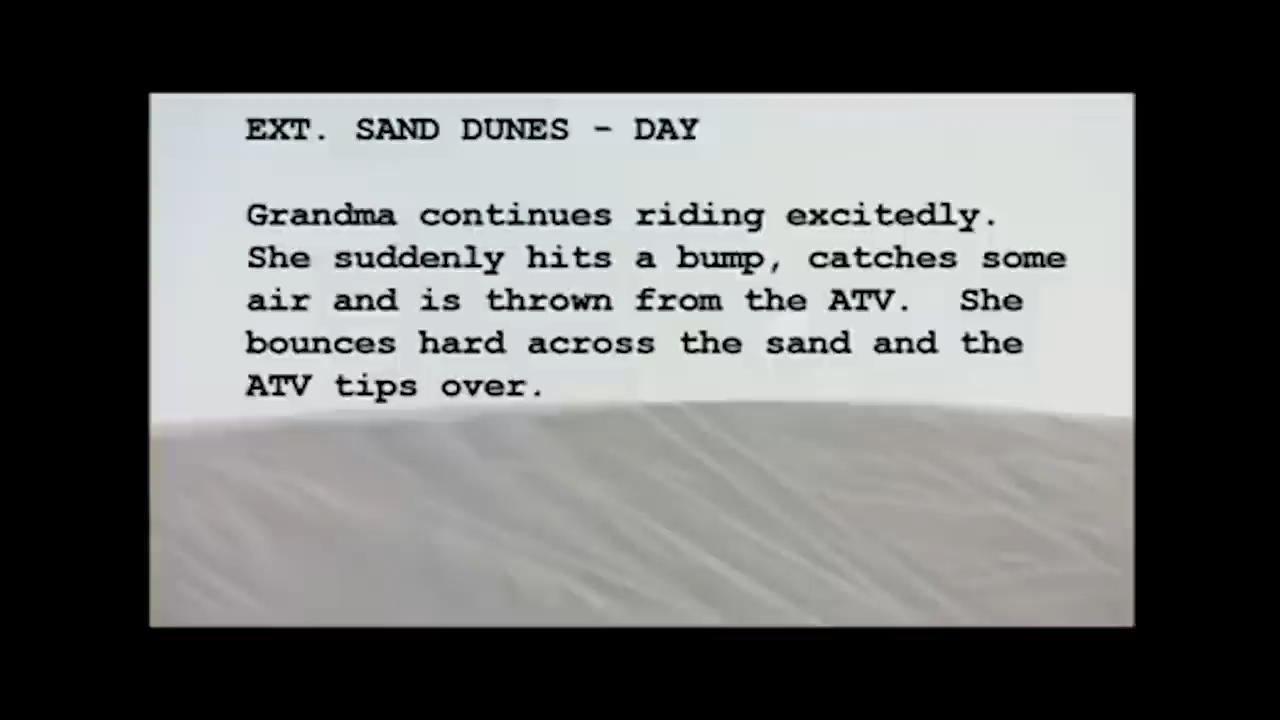 EXT. SAND DUNES - DAY
Grandma continues riding excitedly.
She suddenly hits a bump, catches some
air and is thrown from the ATV.  She
bounces hard across the sand and the
ATV tips over.